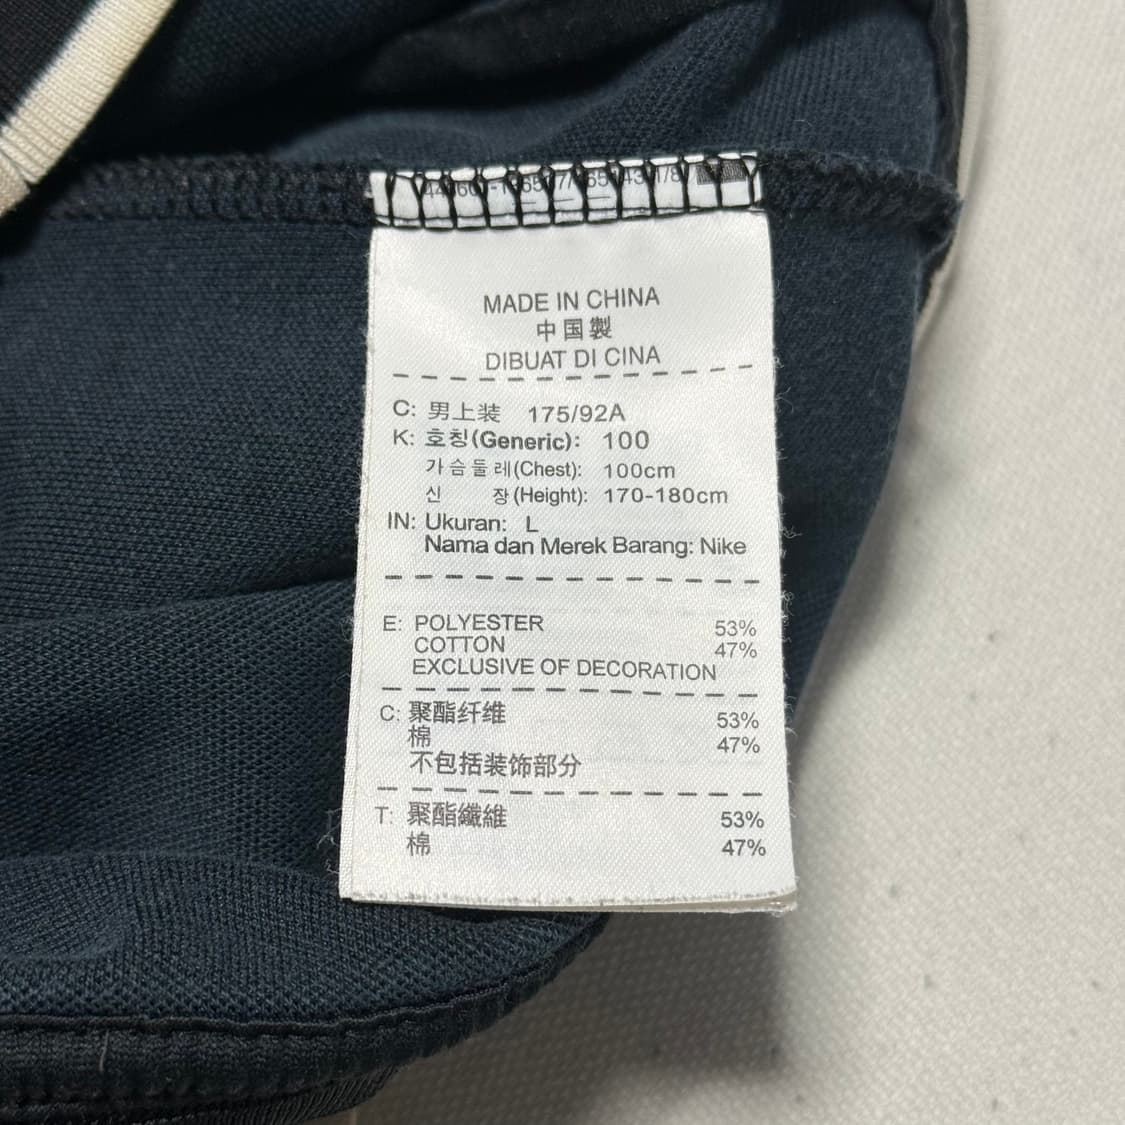 MADE IN CHINA
中国製
DIBUAT DI CINA
C: 男上装 175/92A
K: 호칭(Generic): 100
가슴둘레(Chest): 100cm
신 장(Height): 170-180cm
IN: Ukuran: L
Nama dan Merek Barang: Nike
E: POLYESTER 53%
COTTON 47%
EXCLUSIVE OF DECORATION
C: 聚酯纤维 53%
棉 47%
不包括装饰部分
T: 聚酯纖維 53%
棉 47%